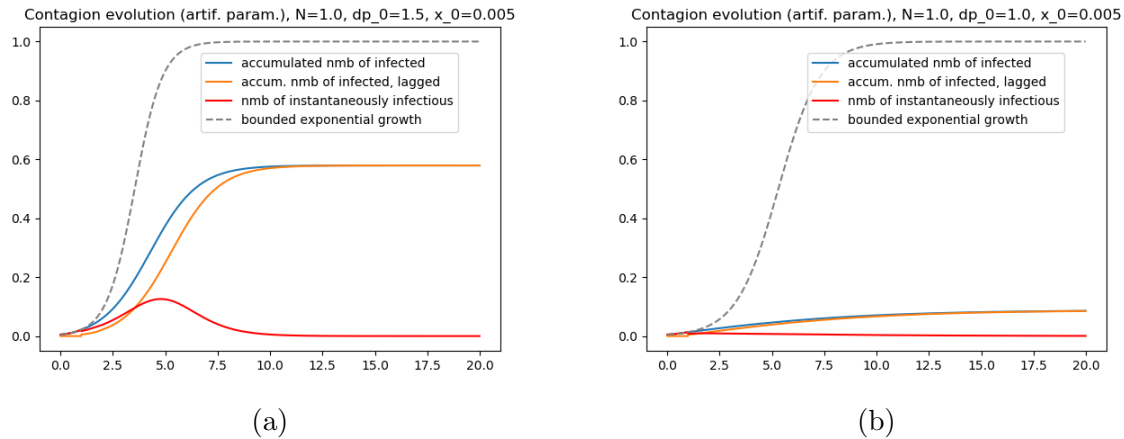 Contagion evolution (artif. param.), N=1.0, dp_0=1.5, x_0=0.005
1.0
0.8
0.6
0.4
0.2
0.0
accumulated nmb of infected
accum. nmb of infected, lagged
nmb of instantaneously infectious
bounded exponential growth
0.0 2.5 5.0 7.5 10.0 12.5 15.0 17.5 20.0
(a)
Contagion evolution (artif. param.), N=1.0, dp_0=1.0, x_0=0.005
1.0
0.8
0.6
0.4
0.2
0.0
accumulated nmb of infected
accum. nmb of infected, lagged
nmb of instantaneously infectious
bounded exponential growth
0.0 2.5 5.0 7.5 10.0 12.5 15.0 17.5 20.0
(b)